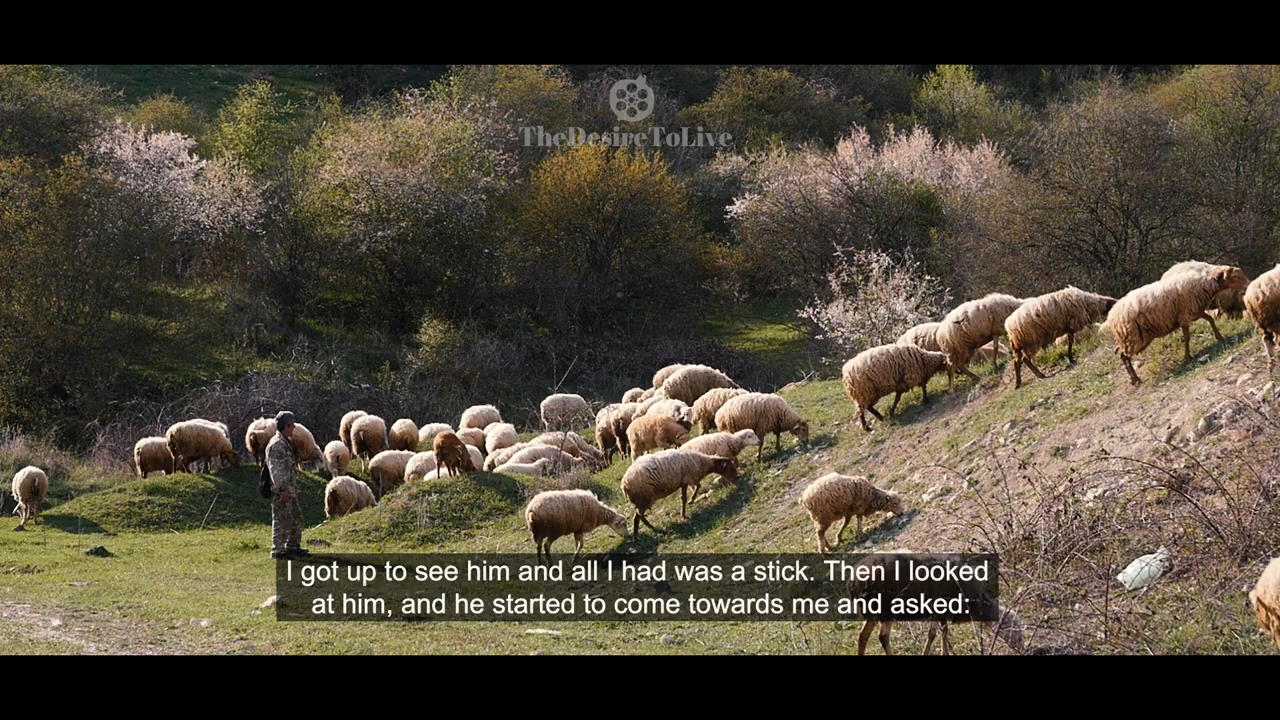 TheDesireToLive
I got up to see him and all I had was a stick. Then I looked
at him, and he started to come towards me and asked: